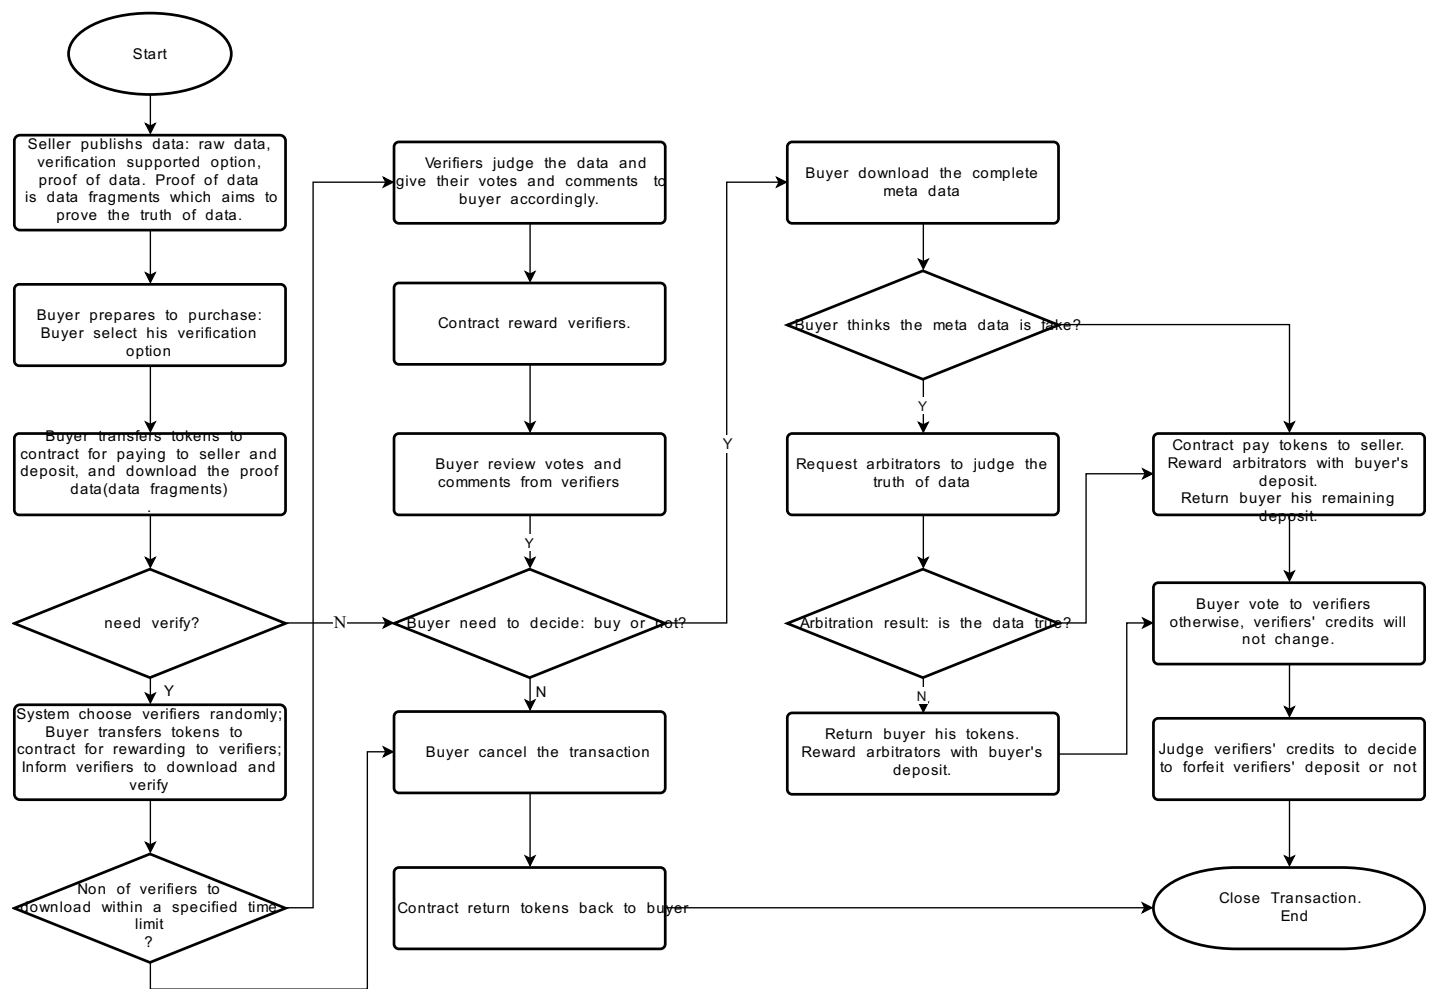 Start
Seller publishs data: raw data,
verification supported option,
proof of data. Proof of data
is data fragments which aims to
prove the truth of data.
Buyer prepares to purchase:
Buyer select his verification
option
Buyer transfers tokens to
contract for paying to seller and
deposit, and download the proof
data(data fragments)
.
need verify?
N
Y
System choose verifiers randomly;
Buyer transfers tokens to
contract for rewarding to verifiers;
Inform verifiers to download and
verify
Non of verifiers to
download within a specified time
limit
?
Verifiers judge the data and
give their votes and comments to
buyer accordingly.
Contract reward verifiers.
Buyer review votes and
comments from verifiers
Y
Buyer need to decide: buy or not?
Y
N
Buyer cancel the transaction
Contract return tokens back to buyer
Buyer download the complete
meta data
Buyer thinks the meta data is fake?
Y
Request arbitrators to judge the
truth of data
Arbitration result: is the data true?
N
Return buyer his tokens.
Reward arbitrators with buyer's
deposit.
Contract pay tokens to seller.
Reward arbitrators with buyer's
deposit.
Return buyer his remaining
deposit.
Buyer vote to verifiers
otherwise, verifiers' credits will
not change.
Judge verifiers' credits to decide
to forfeit verifiers' deposit or not
Close Transaction.
End